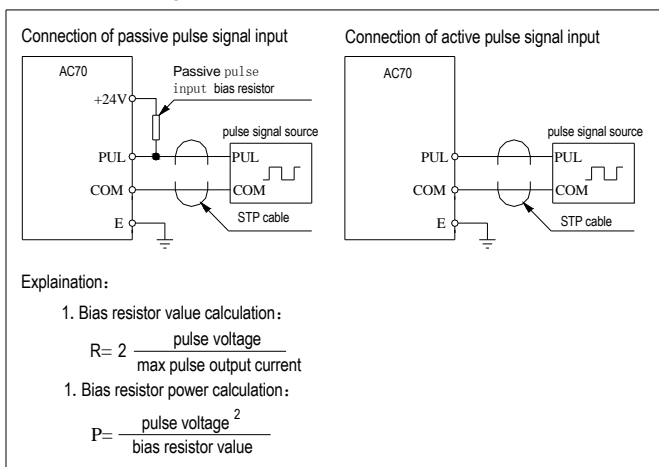 Connection of passive pulse signal input
AC70
+24V
Passive pulse
input bias resistor
pulse signal source
PUL
PUL
COM
COM
E
STP cable
Connection of active pulse signal input
AC70
pulse signal source
PUL
PUL
COM
COM
E
STP cable
Explaination：
1. Bias resistor value calculation：
R= 2 pulse voltage
max pulse output current
1. Bias resistor power calculation：
P= pulse voltage 2
bias resistor value